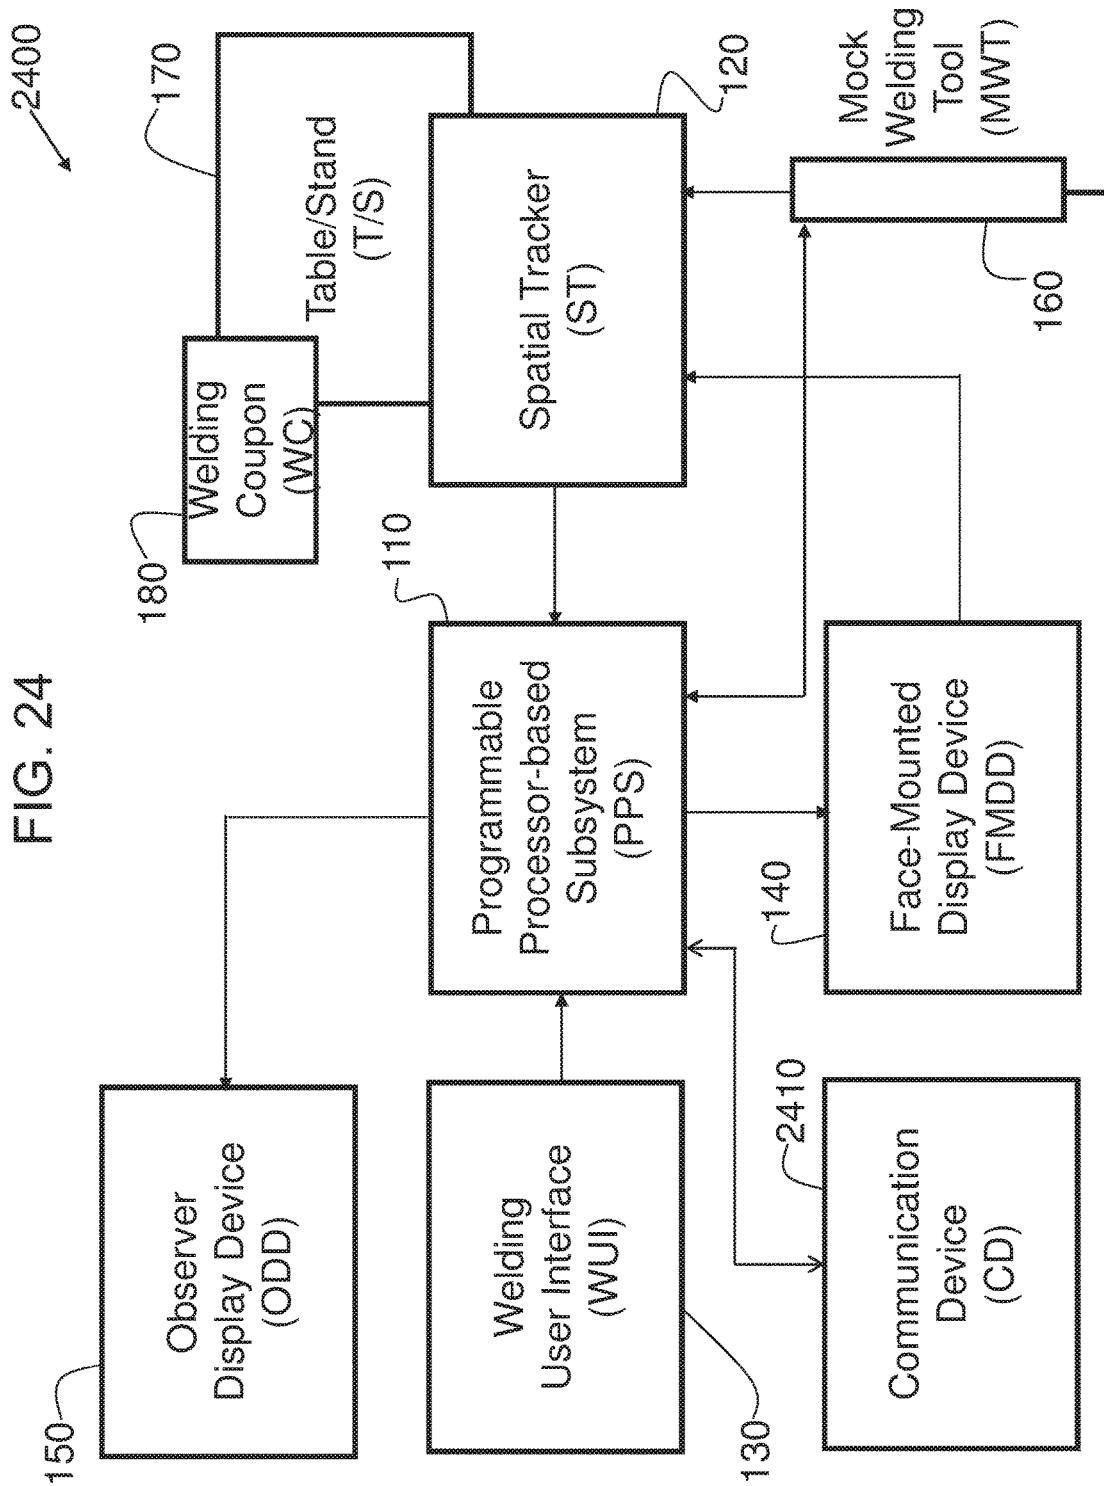 FIG. 24
2400
150
Observer
Display Device
(ODD)
180
Welding
Coupon
(WC)
170
Table/Stand
(T/S)
130
Welding
User Interface
(WUI)
110
Programmable
Processor-based
Subsystem
(PPS)
120
Spatial Tracker
(ST)
2410
Communication
Device
(CD)
140
Face-Mounted
Display Device
(FMDD)
160
Mock
Welding
Tool
(MWT)